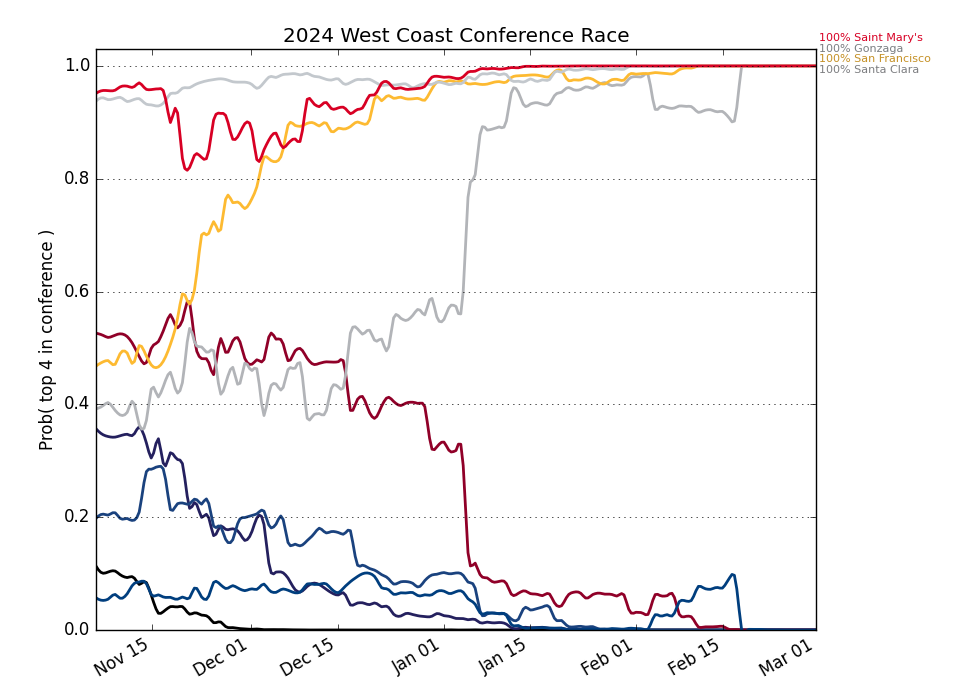 2024 West Coast Conference Race
100% Saint Mary's
100% Gonzaga
100% San Francisco
100% Santa Clara
Prob( top 4 in conference )
1.0
0.8
0.6
0.4
0.2
0.0
Nov 15
Dec 01
Dec 15
Jan 01
Jan 15
Feb 01
Feb 15
Mar 01